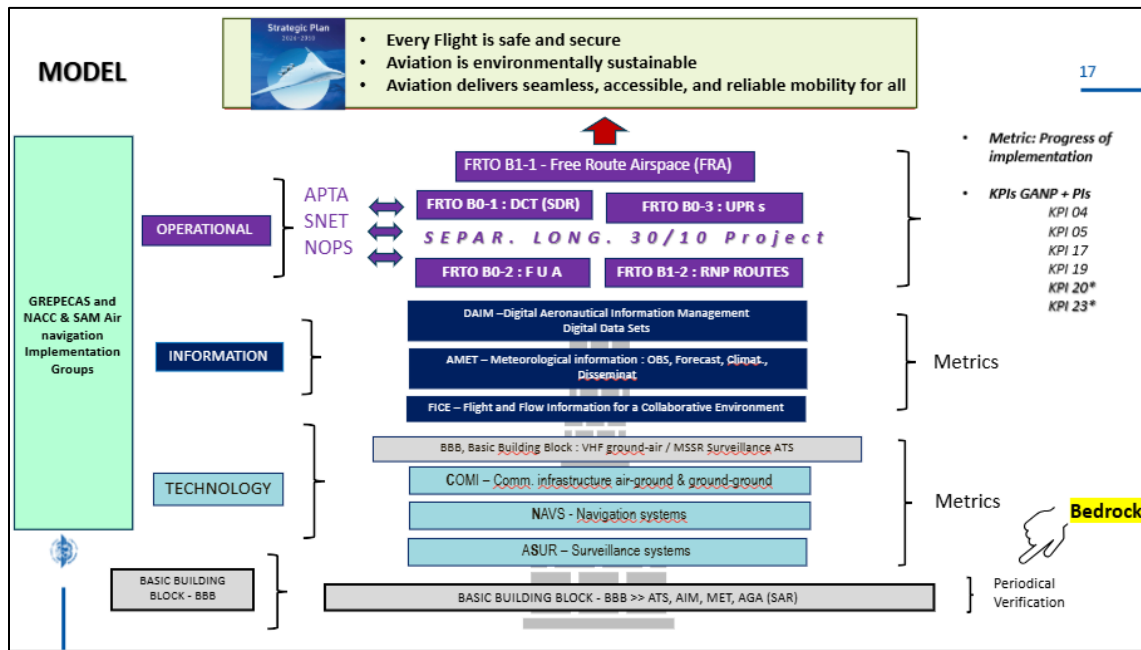 Strategic Plan
2026-2050
• Every Flight is safe and secure
• Aviation is environmentally sustainable
• Aviation delivers seamless, accessible, and reliable mobility for all
MODEL
17
GREPECAS and
NACC & SAM Air
navigation
Implementation
Groups
OPERATIONAL
APTA
SNET
NOPS
FRTO B1-1 - Free Route Airspace (FRA)
FRTO B0-1 : DCT (SDR)
FRTO B0-3 : UPR s
SEPAR. LONG. 30/10 Project
FRTO B0-2 : F U A
FRTO B1-2 : RNP ROUTES
• Metric: Progress of
implementation
• KPIs GANP + PIs
KPI 04
KPI 05
KPI 17
KPI 19
KPI 20*
KPI 23*
INFORMATION
DAIM –Digital Aeronautical Information Management
Digital Data Sets
AMET – Meteorological information : OBS, Forecast, Climat.,
Disseminat
FICE – Flight and Flow Information for a Collaborative Environment
Metrics
TECHNOLOGY
BBB, Basic Building Block : VHF ground-air / MSSR Surveillance ATS
COMI – Comm. infrastructure air-ground & ground-ground
NAVS - Navigation systems
ASUR – Surveillance systems
Metrics
Bedrock
BASIC BUILDING
BLOCK - BBB
BASIC BUILDING BLOCK - BBB >> ATS, AIM, MET, AGA (SAR)
Periodical
Verification